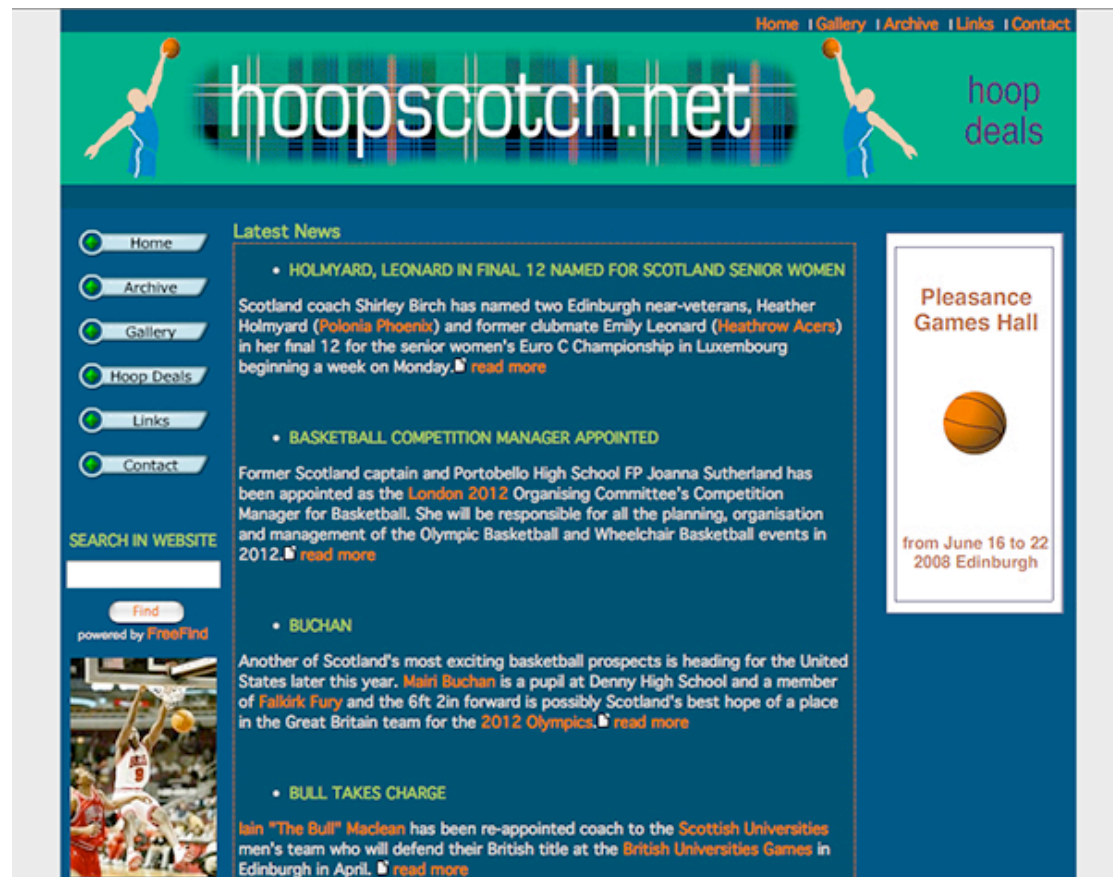 Home | Gallery | Archive | Links | Contact
hoopscotch.net
hoop
deals
Home
Archive
Gallery
Hoop Deals
Links
Contact
SEARCH IN WEBSITE
Find
powered by FreeFind
9
Latest News
• HOLMYARD, LEONARD IN FINAL 12 NAMED FOR SCOTLAND SENIOR WOMEN
Scotland coach Shirley Birch has named two Edinburgh near-veterans, Heather
Holmyard (Polonia Phoenix) and former clubmate Emily Leonard (Heathrow Acers)
in her final 12 for the senior women's Euro C Championship in Luxembourg
beginning a week on Monday. read more
• BASKETBALL COMPETITION MANAGER APPOINTED
Former Scotland captain and Portobello High School FP Joanna Sutherland has
been appointed as the London 2012 Organising Committee's Competition
Manager for Basketball. She will be responsible for all the planning, organisation
and management of the Olympic Basketball and Wheelchair Basketball events in
2012. read more
• BUCHAN
Another of Scotland's most exciting basketball prospects is heading for the United
States later this year. Mairi Buchan is a pupil at Denny High School and a member
of Falkirk Fury and the 6ft 2in forward is possibly Scotland's best hope of a place
in the Great Britain team for the 2012 Olympics. read more
• BULL TAKES CHARGE
Iain "The Bull" Maclean has been re-appointed coach to the Scottish Universities
men's team who will defend their British title at the British Universities Games in
Edinburgh in April. read more
Pleasance
Games Hall
from June 16 to 22
2008 Edinburgh